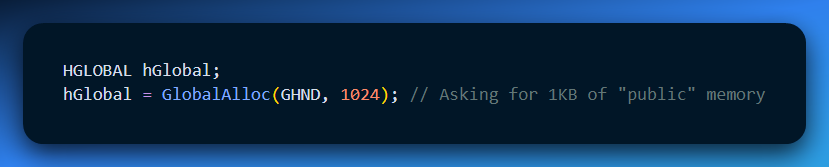 HGLOBAL hGlobal;
hGlobal = GlobalAlloc(GHND, 1024); // Asking for 1KB of "public" memory